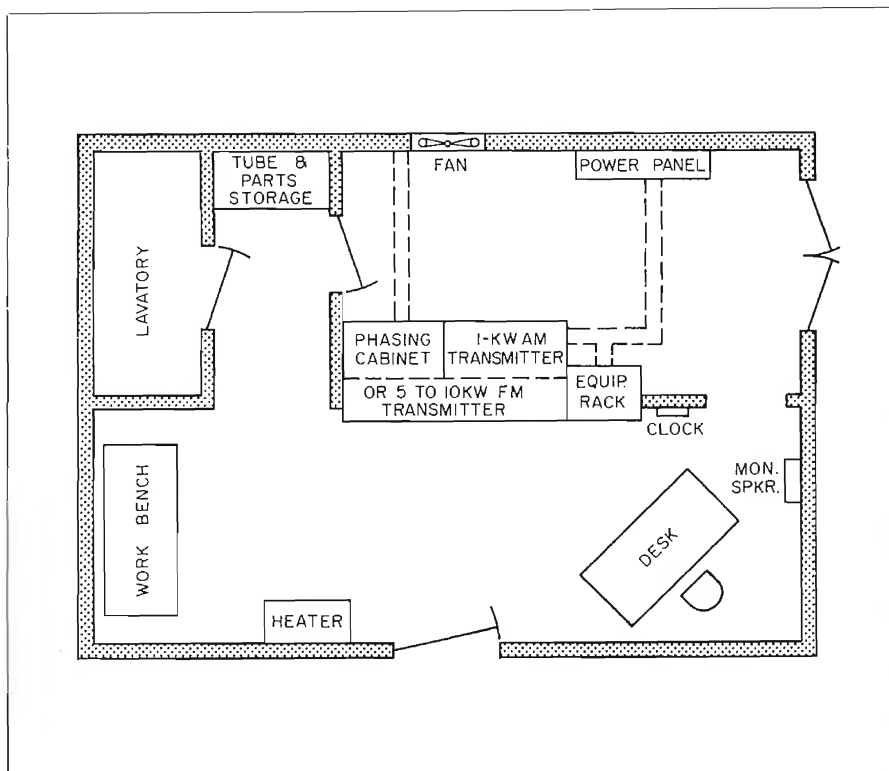 TUBE &
PARTS
STORAGE
FAN
POWER PANEL
LAVATORY
PHASING
CABINET
1-KW AM
TRANSMITTER
OR 5 TO 10KW FM
TRANSMITTER
EQUIP.
RACK
CLOCK
MON.
SPKR.
WORK BENCH
DESK
HEATER